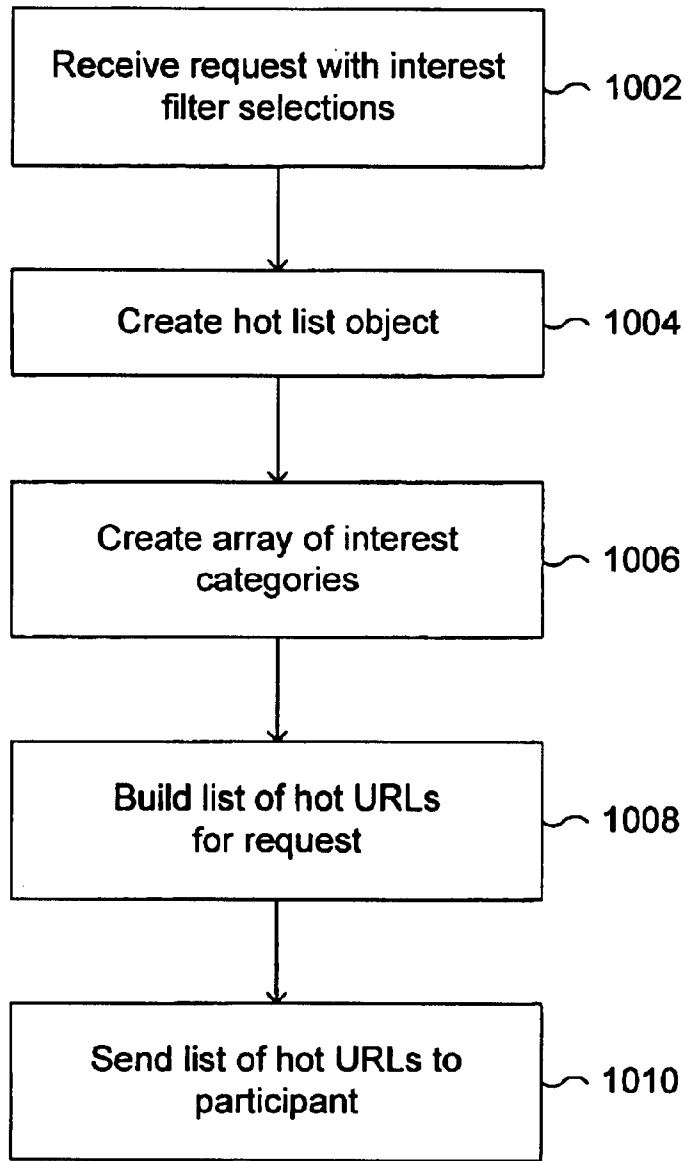 Receive request with interest
filter selections
1002
Create hot list object
1004
Create array of interest
categories
1006
Build list of hot URLs
for request
1008
Send list of hot URLs to
participant
1010